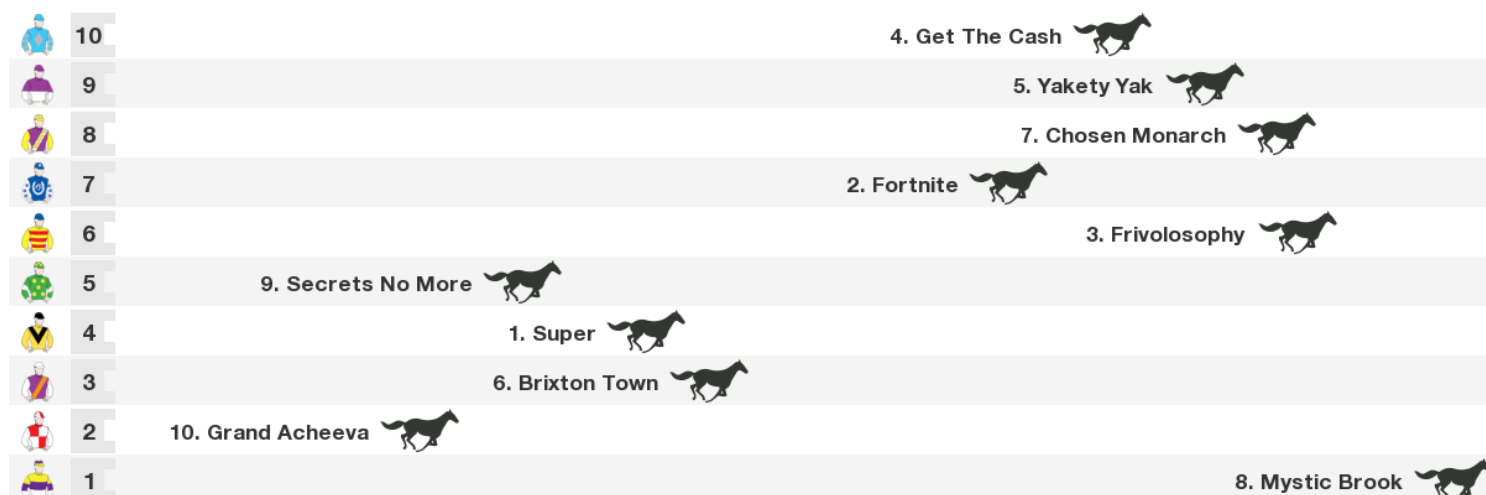 10 4. Get The Cash
9 5. Yakety Yak
8 7. Chosen Monarch
7 2. Fortnite
6 3. Frivolosophy
5 9. Secrets No More
4 1. Super
3 6. Brixton Town
2 10. Grand Acheeva
1 8. Mystic Brook